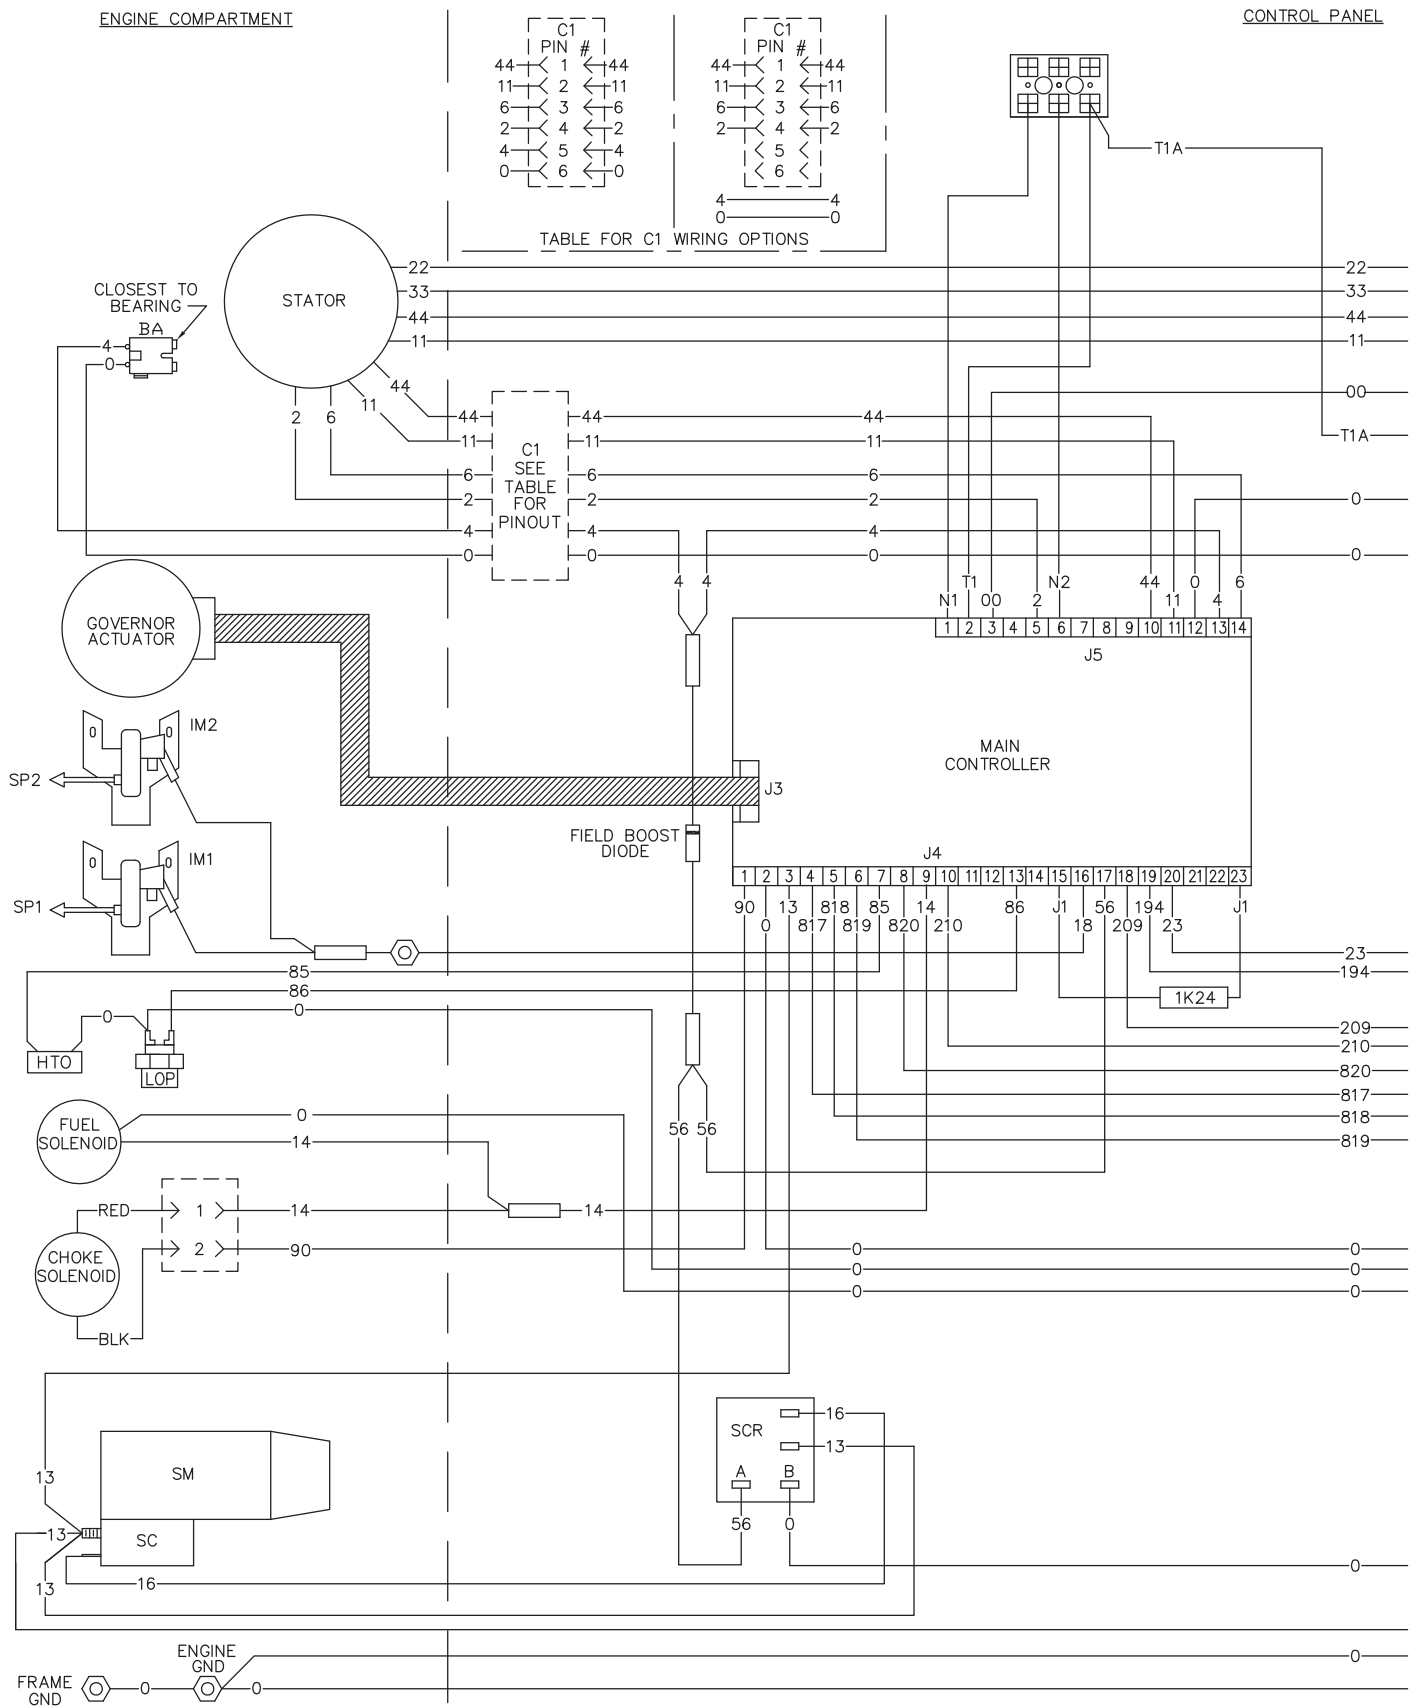 ENGINE COMPARTMENT
CONTROL PANEL
C1
PIN #
44 1 44
11 2 11
6 3 6
2 4 2
4 5 4
0 6 0
C1
PIN #
44 1 44
11 2 11
6 3 6
2 4 2
5
6
4 4
0 0
TABLE FOR C1 WIRING OPTIONS
T1A
STATOR
22 22
33 33
44 44
11 11
CLOSEST TO
BEARING
BA
4
0
00
T1A
44
11
2 6
44 44 44
11 11 11
6 6 6
2 2 2 0
4 4 4
0 0 0 0
C1
SEE
TABLE
FOR
PINOUT
4 4
T1 N2 44 0 6
N1 00 2 11 4
1 2 3 4 5 6 7 8 9 10 11 12 13 14
J5
GOVERNOR
ACTUATOR
MAIN
CONTROLLER
J3
J4
IM2
SP2
FIELD BOOST
DIODE
IM1
SP1
1 2 3 4 5 6 7 8 9 10 11 12 13 14 15 16 17 18 19 20 21 22 23
90 13 818 85 14 86 J1 56 194 J1
0 817 819 820 210 18 209 23
23
85 194
86
0
1K24
0
HTO
LOP
209
210
820
817
818
819
FUEL
SOLENOID
0
14
56 56
RED 1 14 14
CHOKE
SOLENOID
2 90
BLK
0 0
0
0 0
SCR
16
13
A B
56 0
SM
SC
13
13
13
16
0
ENGINE
GND
0
FRAME
GND
0 0